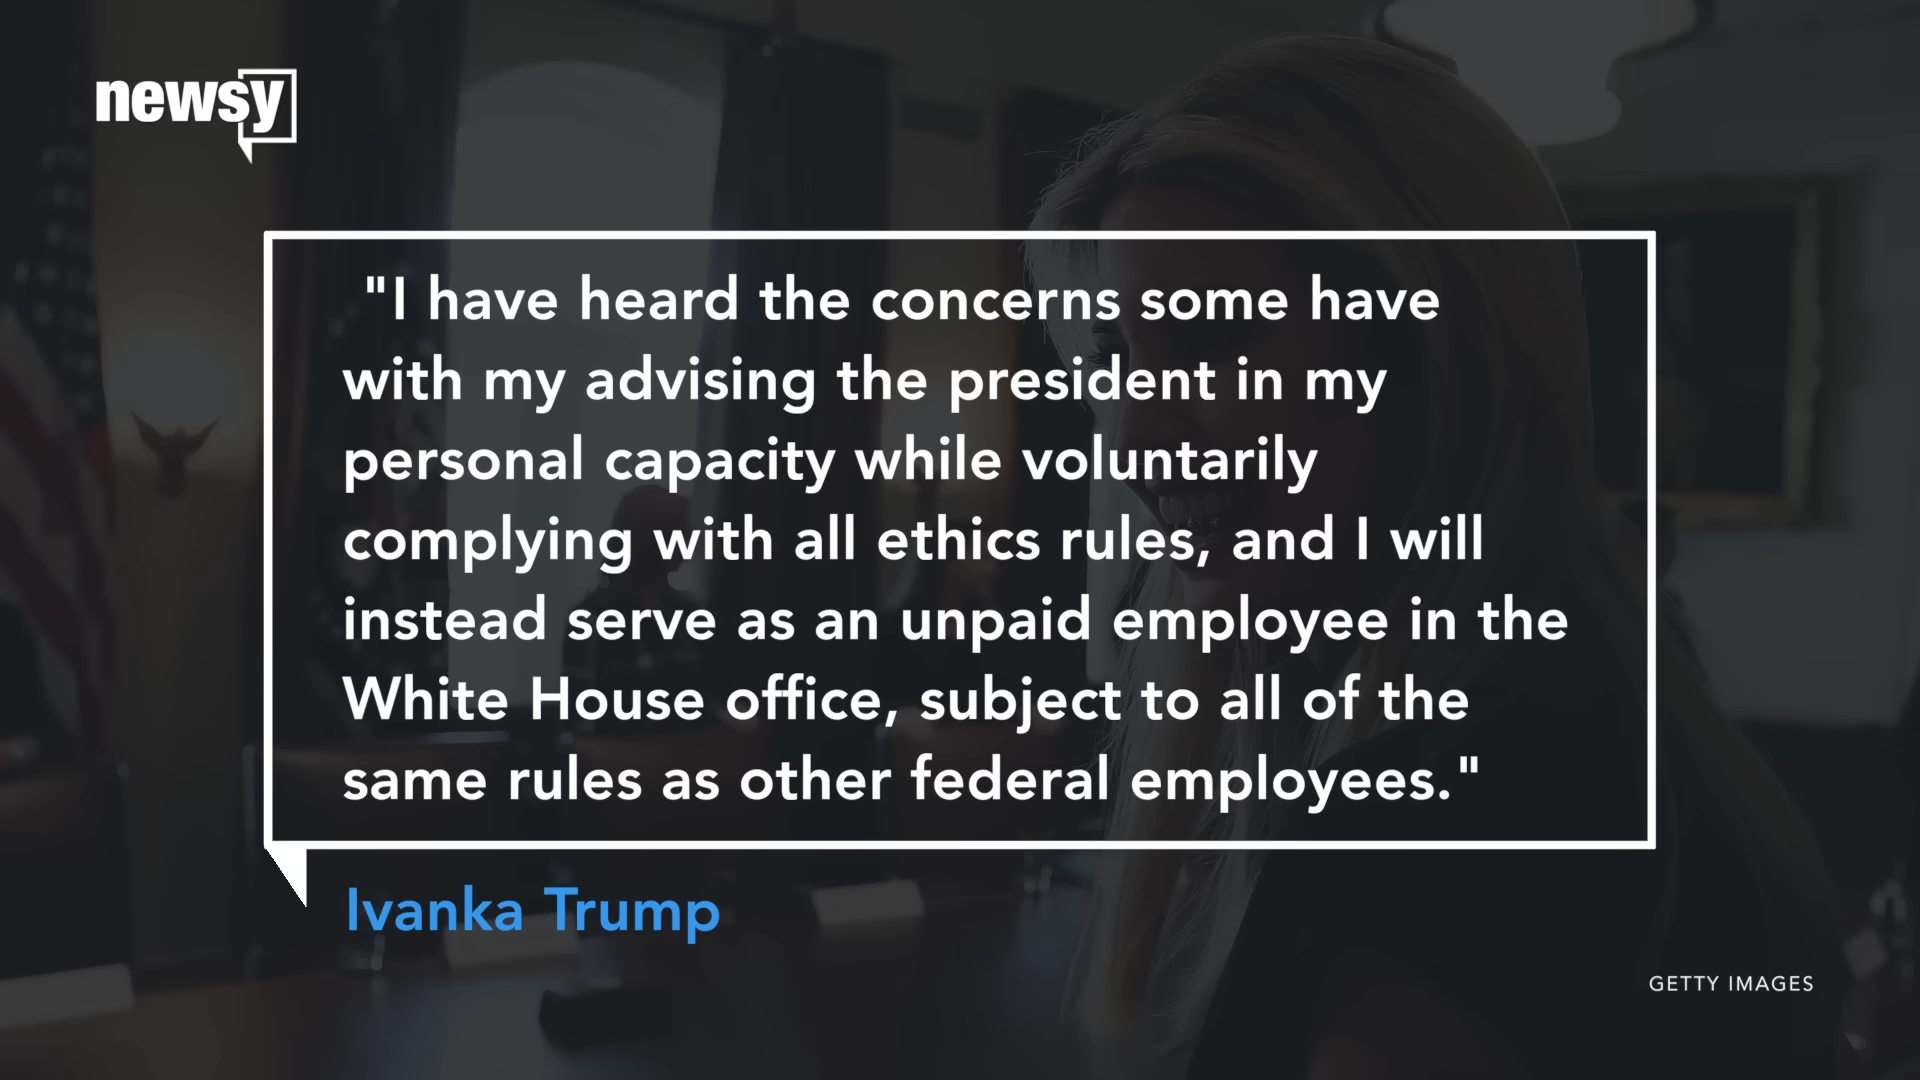 newsy
"I have heard the concerns some have
with my advising the president in my
personal capacity while voluntarily
complying with all ethics rules, and I will
instead serve as an unpaid employee in the
White House office, subject to all of the
same rules as other federal employees."
Ivanka Trump
GETTY IMAGES